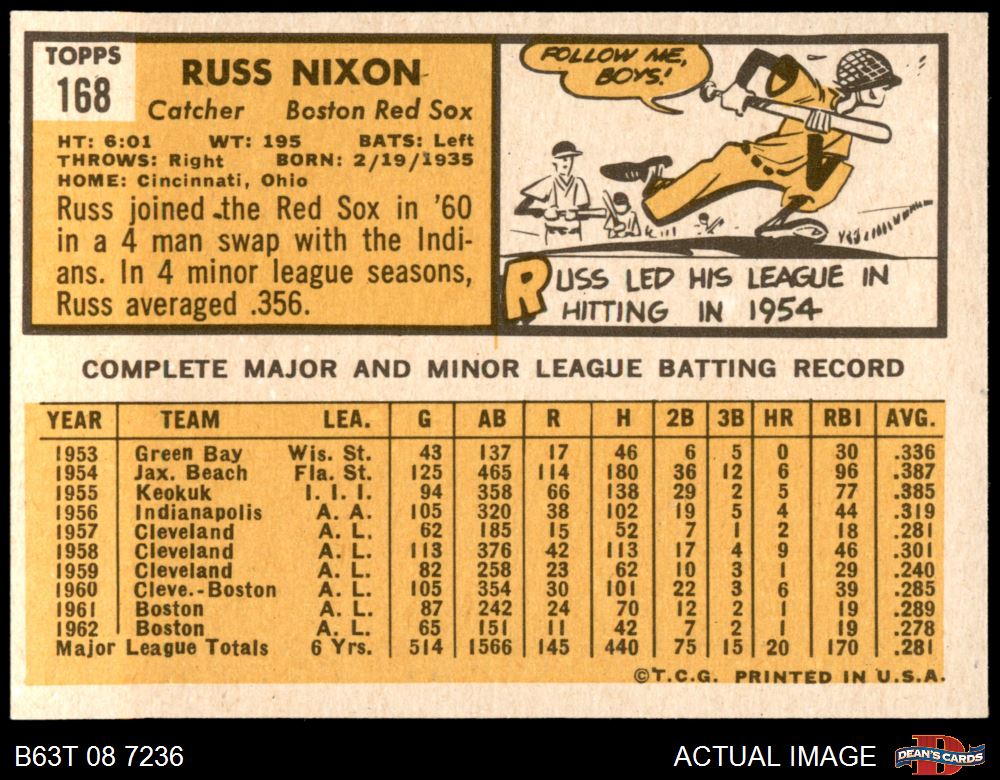 TOPPS
168
RUSS NIXON
Catcher Boston Red Sox
HT: 6:01 WT: 195 BATS: Left
THROWS: Right BORN: 2/19/1935
HOME: Cincinnati, Ohio
Russ joined the Red Sox in '60
in a 4 man swap with the Indi-
ans. In 4 minor league seasons,
Russ averaged .356.
FOLLOW ME,
BOYS!
RUSS LED HIS LEAGUE IN
HITTING IN 1954
COMPLETE MAJOR AND MINOR LEAGUE BATTING RECORD
YEAR TEAM LEA. G AB R H 2B 3B HR RBI AVG.
1953 Green Bay Wis. St. 43 137 17 46 6 5 0 30 .336
1954 Jax. Beach Fla. St. 125 465 114 180 36 12 6 96 .387
1955 Keokuk I. I. I. 94 358 66 138 29 2 5 77 .385
1956 Indianapolis A. A. 105 320 38 102 19 5 4 44 .319
1957 Cleveland A. L. 62 185 15 52 7 1 2 18 .281
1958 Cleveland A. L. 113 376 42 113 17 4 9 46 .301
1959 Cleveland A. L. 82 258 23 62 10 3 1 29 .240
1960 Cleve.-Boston A. L. 105 354 30 101 22 3 6 39 .285
1961 Boston A. L. 87 242 24 70 12 2 1 19 .289
1962 Boston A. L. 65 151 11 42 7 2 1 19 .278
Major League Totals 6 Yrs. 514 1566 145 440 75 15 20 170 .281
©T.C.G. PRINTED IN U.S.A.
B63T 08 7236 ACTUAL IMAGE DEAN'S CARDS